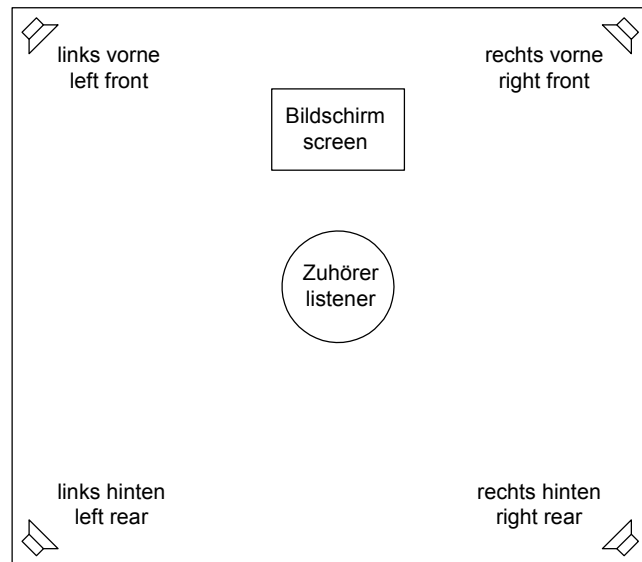 links vorne
left front
rechts vorne
right front
Bildschirm
screen
Zuhörer
listener
links hinten
left rear
rechts hinten
right rear